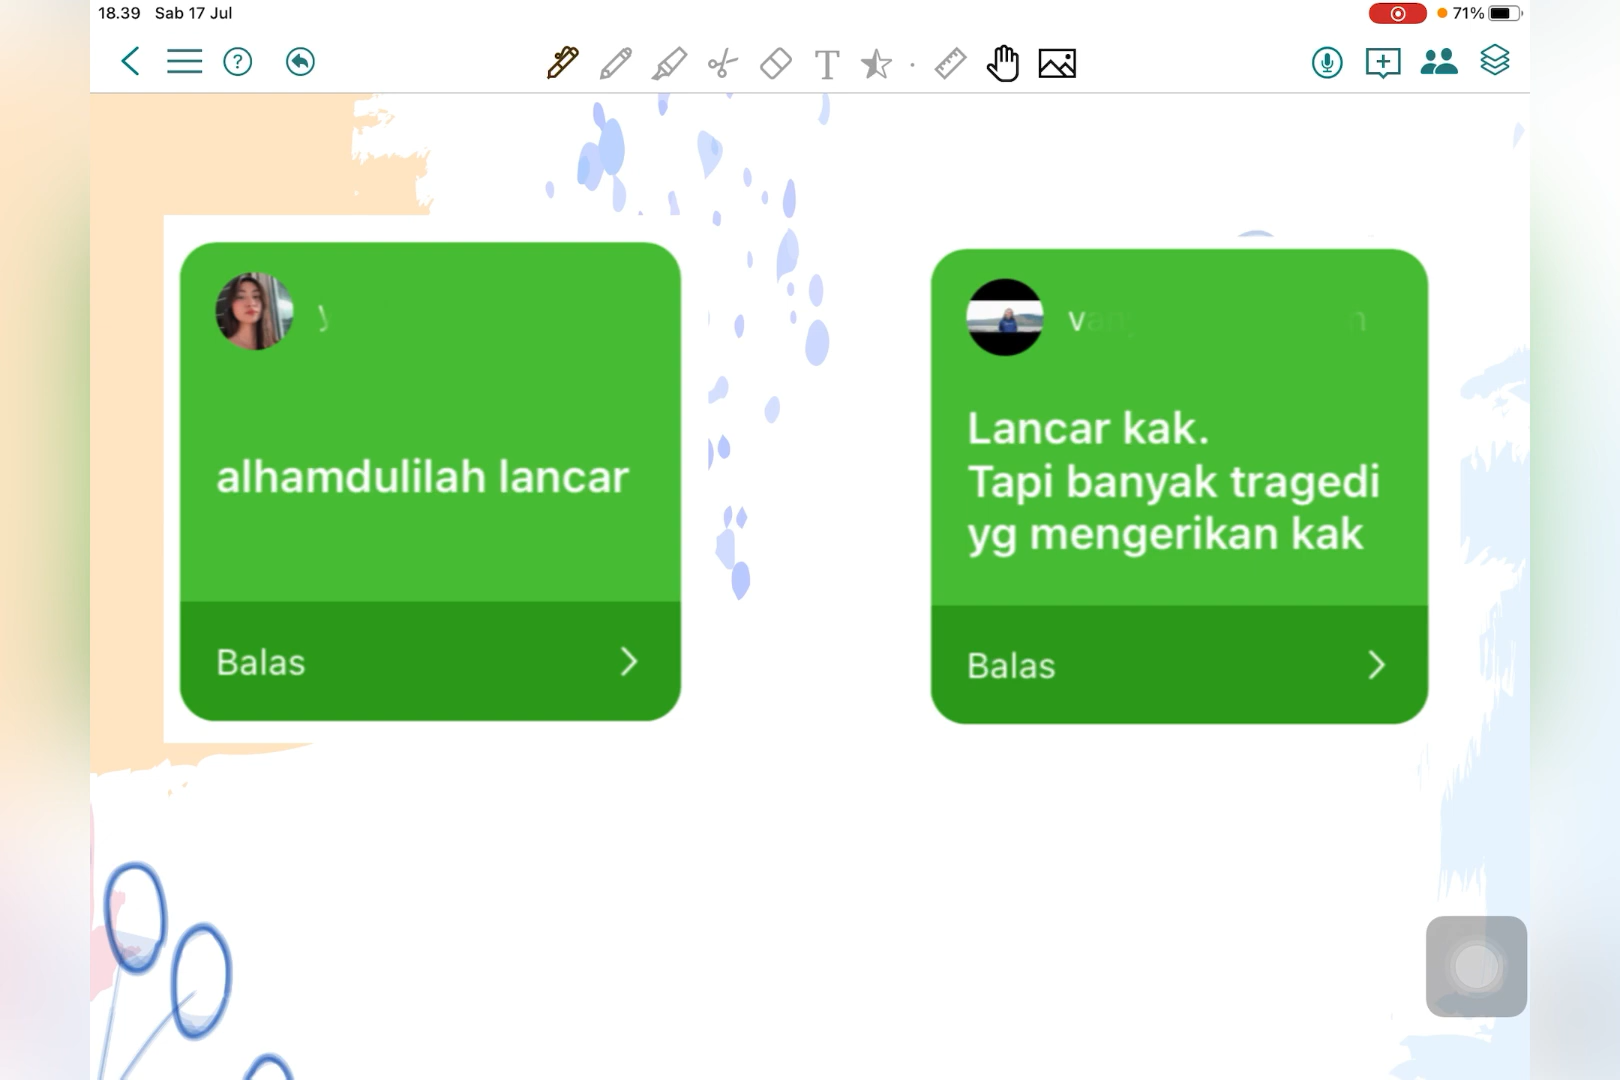 18.39 Sab 17 Jul
71%
T
alhamdulilah lancar
Balas
Lancar kak.
Tapi banyak tragedi
yg mengerikan kak
Balas